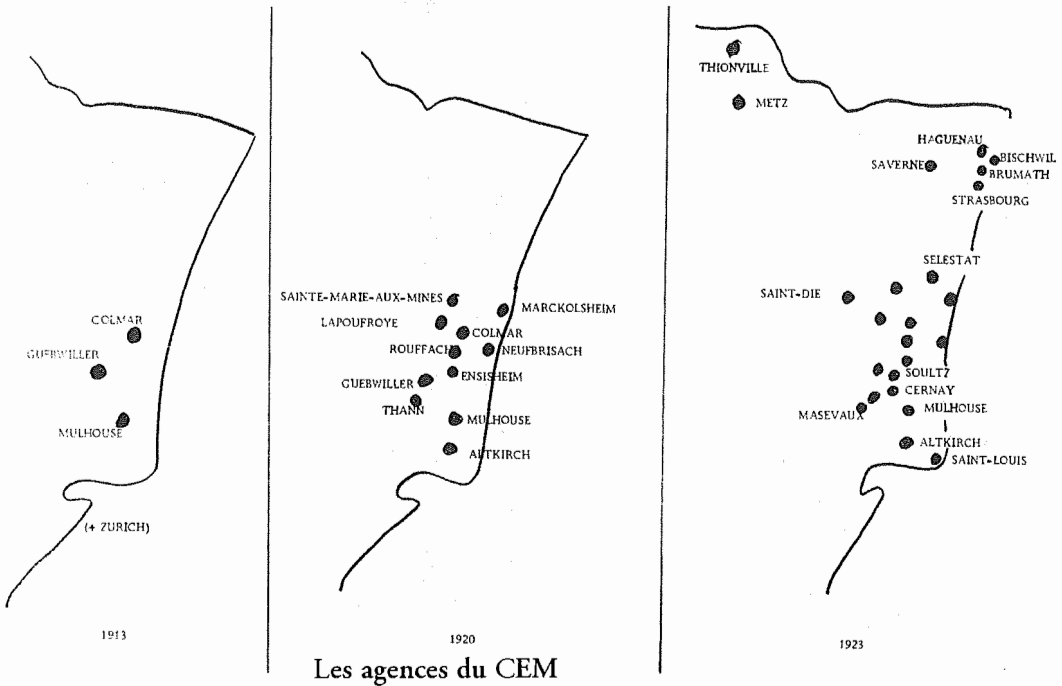 COLMAR
GUEBWILLER
MULHOUSE
(+ ZURICH)
1913
SAINTE-MARIE-AUX-MINES
MARCKOLSHEIM
LAPOUFROYE
COLMAR
ROUFFACH
NEUFBRISACH
ENSISHEIM
GUEBWILLER
THANN
MULHOUSE
ALTKIRCH
1920
THIONVILLE
METZ
HAGUENAU
BISCHWIL
SAVERNE
BRUMATH
STRASBOURG
SELESTAT
SAINT-DIE
SOULTZ
CERNAY
MASEVAUX
MULHOUSE
ALTKIRCH
SAINT-LOUIS
1923
Les agences du CEM